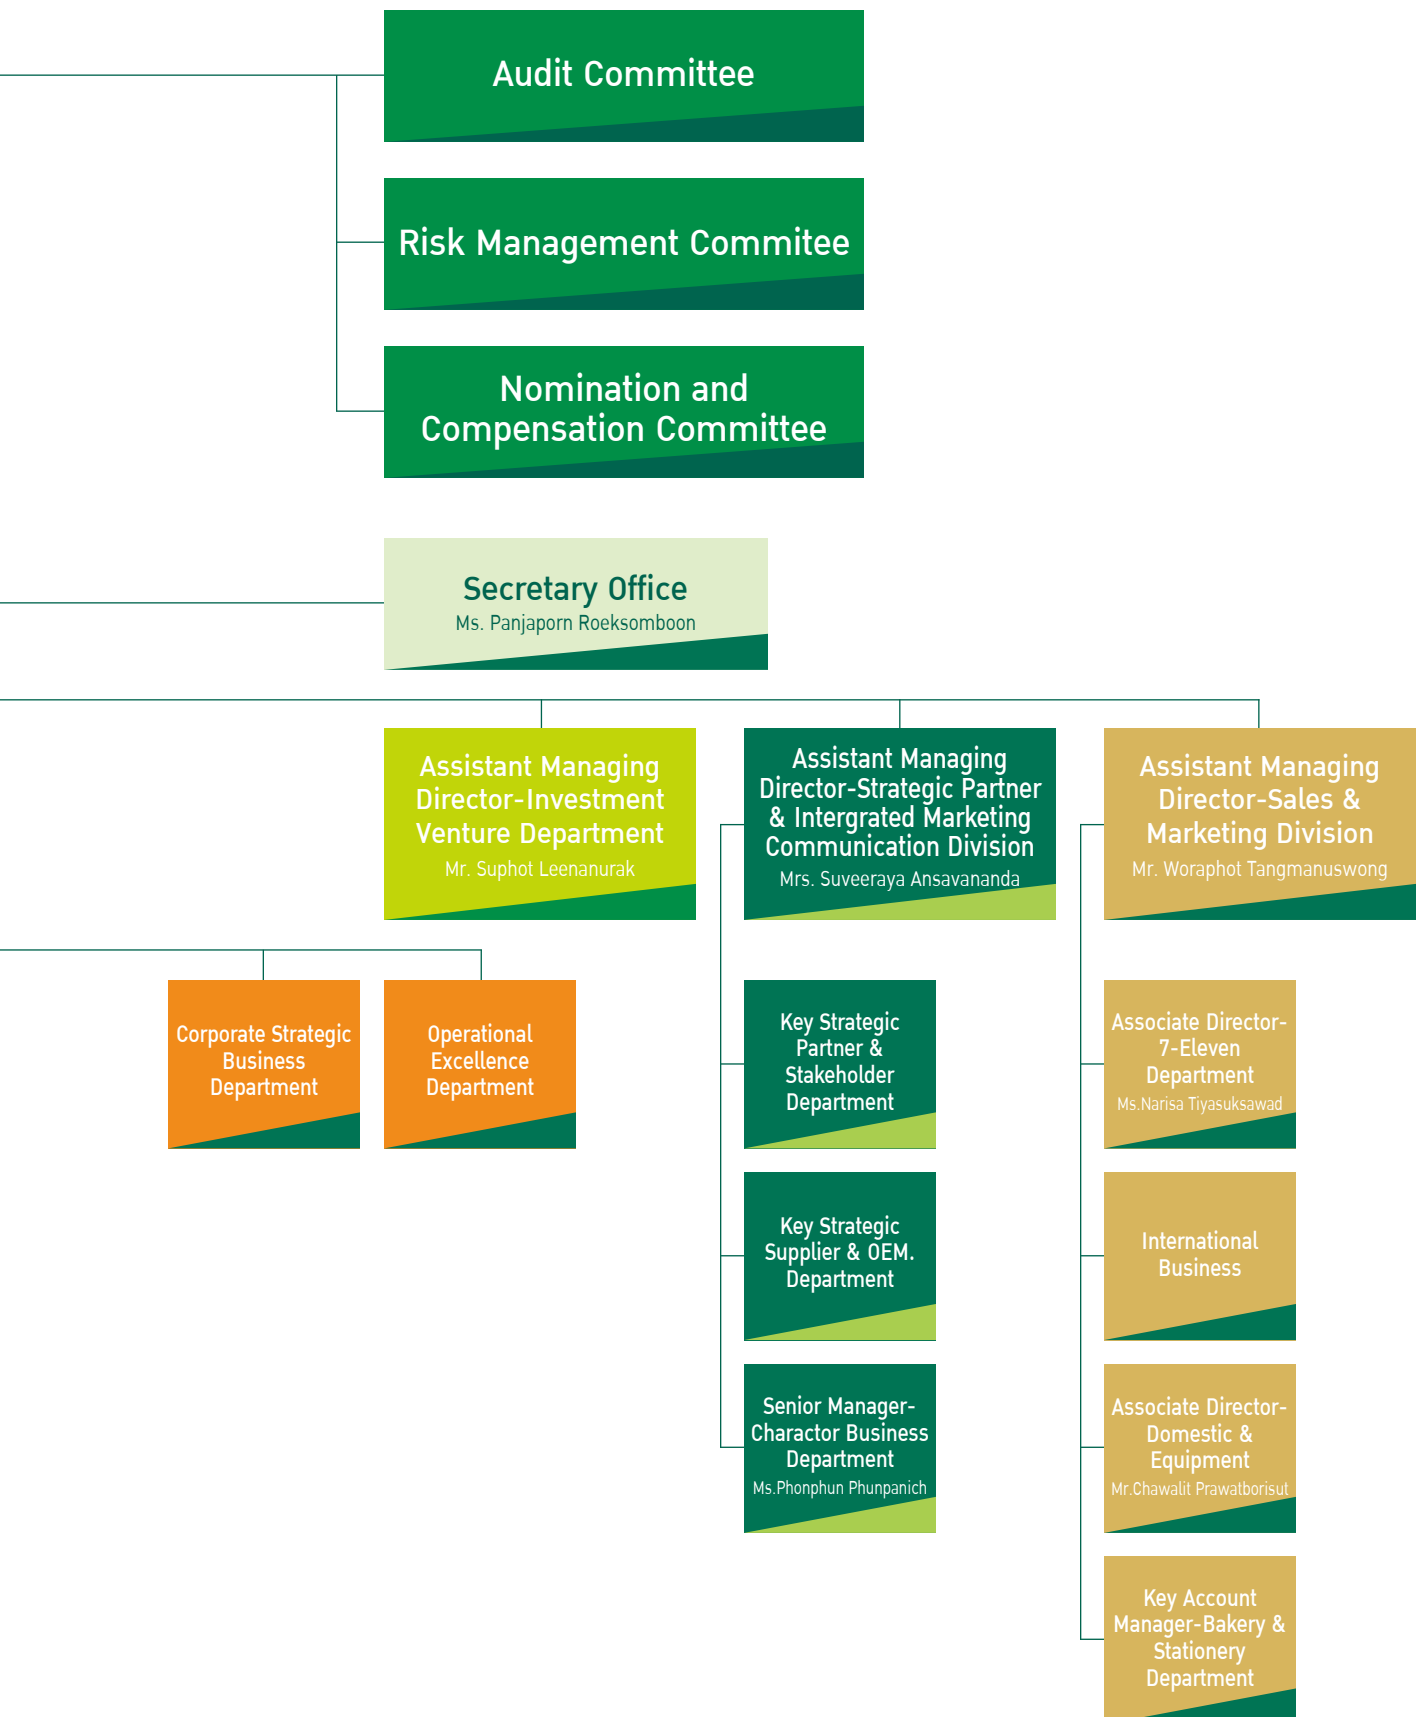 Audit Committee
Risk Management Commitee
Nomination and
Compensation Committee
Secretary Office
Ms. Panjaporn Roeksomboon
Assistant Managing
Director-Investment
Venture Department
Mr. Suphot Leenanurak
Assistant Managing
Director-Strategic Partner
& Intergrated Marketing
Communication Division
Mrs. Suveeraya Ansavananda
Assistant Managing
Director-Sales &
Marketing Division
Mr. Woraphot Tangmanuswong
Corporate Strategic
Business
Department
Operational
Excellence
Department
Key Strategic
Partner &
Stakeholder
Department
Key Strategic
Supplier & OEM.
Department
Senior Manager-
Charactor Business
Department
Ms.Phonphun Phunpanich
Associate Director-
7-Eleven
Department
Ms.Narisa Tiyasuksawad
International
Business
Associate Director-
Domestic &
Equipment
Mr.Chawalit Prawatborisut
Key Account
Manager-Bakery &
Stationery
Department